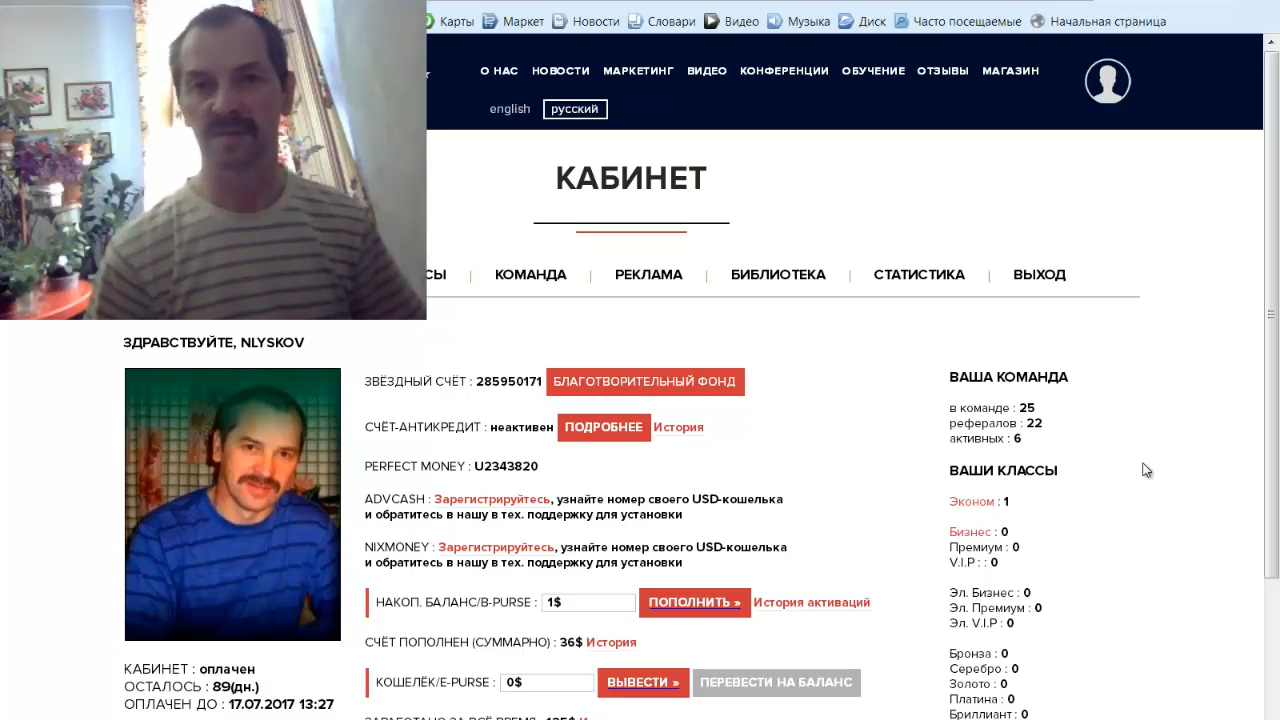 Карты Маркет Новости Словари Видео Музыка Диск Часто посещаемые Начальная страница
О НАС НОВОСТИ МАРКЕТИНГ ВИДЕО КОНФЕРЕНЦИИ ОБУЧЕНИЕ ОТЗЫВЫ МАГАЗИН
english русский
КАБИНЕТ
СЫ | КОМАНДА | РЕКЛАМА | БИБЛИОТЕКА | СТАТИСТИКА | ВЫХОД
ЗДРАВСТВУЙТЕ, NLYSKOV
КАБИНЕТ : оплачен
ОСТАЛОСЬ : 89(дн.)
ОПЛАЧЕН ДО : 17.07.2017 13:27
ЗВЁЗДНЫЙ СЧЁТ : 285950171 БЛАГОТВОРИТЕЛЬНЫЙ ФОНД
СЧЁТ-АНТИКРЕДИТ : неактивен ПОДРОБНЕЕ История
PERFECT MONEY : U2343820
ADVCASH : Зарегистрируйтесь, узнайте номер своего USD-кошелька
и обратитесь в нашу в тех. поддержку для установки
NIXMONEY : Зарегистрируйтесь, узнайте номер своего USD-кошелька
и обратитесь в нашу в тех. поддержку для установки
НАКОП. БАЛАНС/B-PURSE : 1$ ПОПОЛНИТЬ » История активаций
СЧЁТ ПОПОЛНЕН (СУММАРНО) : 36$ История
КОШЕЛЁК/E-PURSE : 0$ ВЫВЕСТИ » ПЕРЕВЕСТИ НА БАЛАНС
ВАША КОМАНДА
в команде : 25
рефералов : 22
активных : 6
ВАШИ КЛАССЫ
Эконом : 1
Бизнес : 0
Премиум : 0
V.I.P : : 0
Эл. Бизнес : 0
Эл. Премиум : 0
Эл. V.I.P : 0
Бронза : 0
Серебро : 0
Золото : 0
Платина : 0
Бриллиант : 0